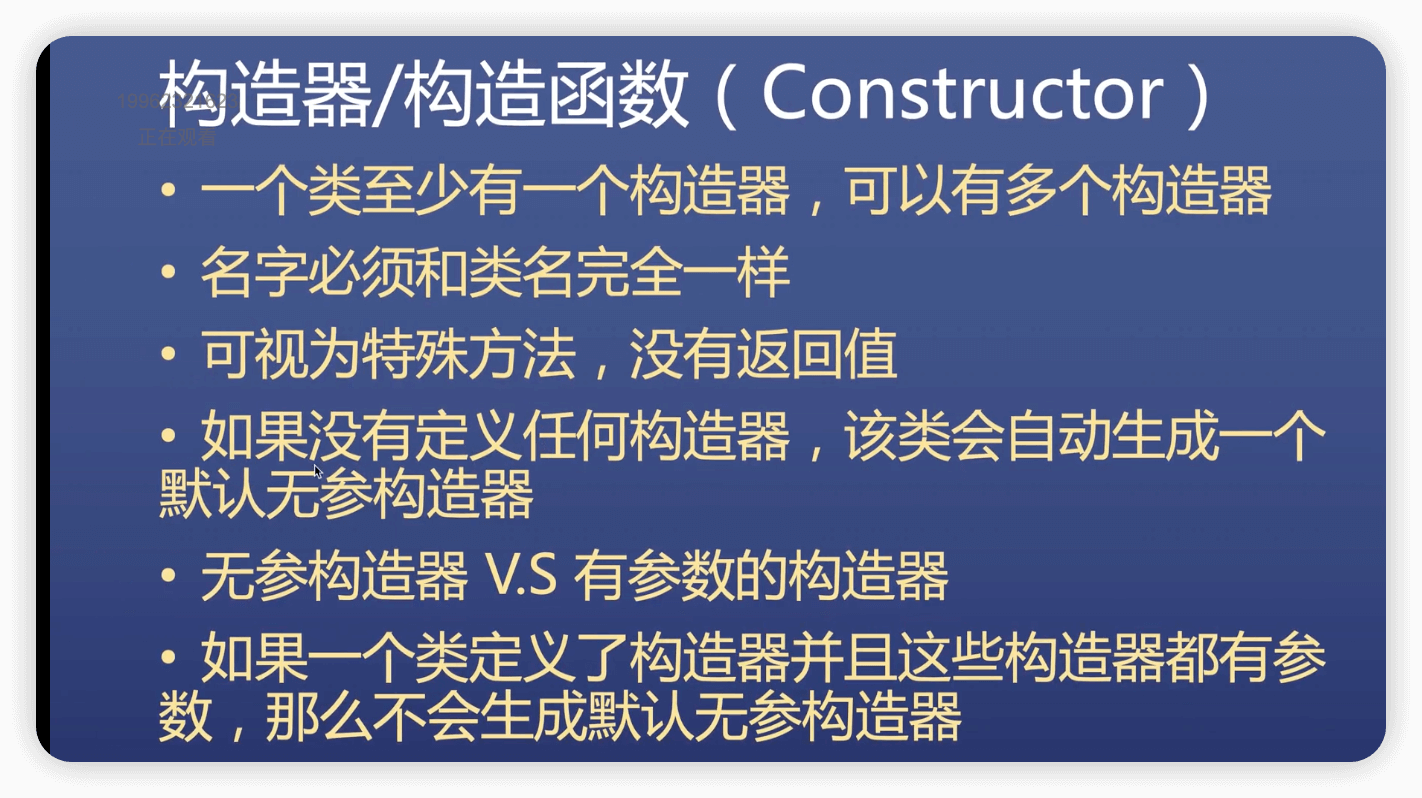 构造器/构造函数（Constructor）
正在观看
• 一个类至少有一个构造器，可以有多个构造器
• 名字必须和类名完全一样
• 可视为特殊方法，没有返回值
• 如果没有定义任何构造器，该类会自动生成一个
默认无参构造器
• 无参构造器 V.S 有参数的构造器
• 如果一个类定义了构造器并且这些构造器都有参
数，那么不会生成默认无参构造器